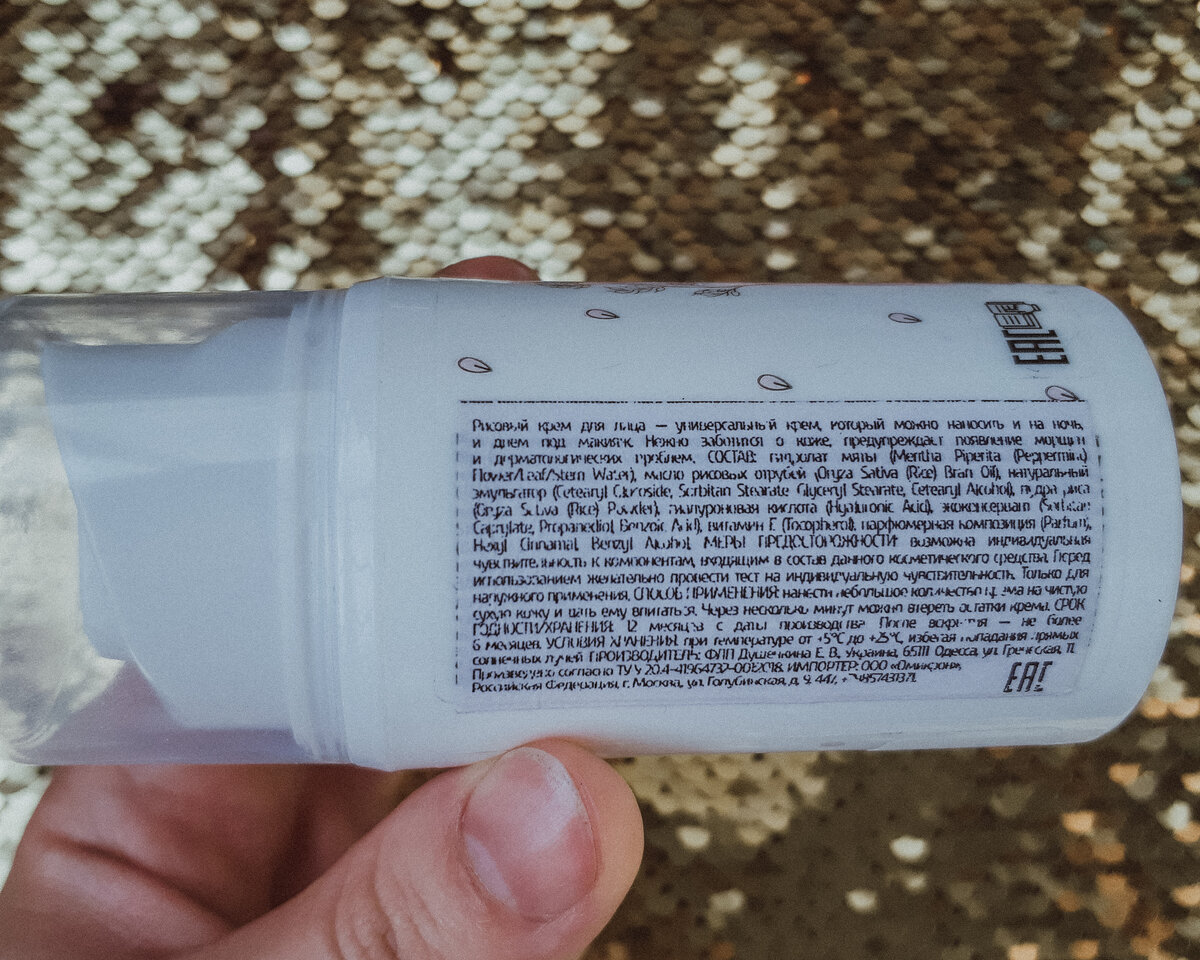 EAC
Рисовый крем для лица — универсальный крем, который можно наносить и на ночь,
и днем под макияж. Нежно заботится о коже, предупреждает появление морщин
и дерматологических проблем. СОСТАВ: гидролат мяты (Mentha Piperita (Peppermint)
Flower/Leaf/Stem Water), масло рисовых отрубей (Oryza Sativa (Rice) Bran Oil), натуральный
эмульгатор (Cetearyl Glucoside, Sorbitan Stearate, Glyceryl Stearate, Cetearyl Alcohol), пудра риса
(Oryza Sativa (Rice) Powder), гиалуроновая кислота (Hyaluronic Acid), экоконсервант (Sorbitan
Caprylate, Propanediol, Benzoic Acid), витамин Е (Tocopherol), парфюмерная композиция (Parfum),
Hexyl Cinnamal, Benzyl Alcohol. МЕРЫ ПРЕДОСТОРОЖНОСТИ: возможна индивидуальная
чувствительность к компонентам, входящим в состав данного косметического средства. Перед
использованием желательно провести тест на индивидуальную чувствительность. Только для
наружного применения. СПОСОБ ПРИМЕНЕНИЯ: нанести небольшое количество крема на чистую
сухую кожу и дать ему впитаться. Через несколько минут можно втереть остатки крема. СРОК
ГОДНОСТИ/ХРАНЕНИЯ: 12 месяцев с даты производства. После вскрытия — не более
6 месяцев. УСЛОВИЯ ХРАНЕНИЯ: при температуре от +5°С до +25°С, избегая попадания прямых
солнечных лучей. ПРОИЗВОДИТЕЛЬ: ФЛП Душечкина Е. В., Украина, 65111 Одесса, ул. Греческая, 11.
Произведено согласно ТУ У 20.4-41964737-001:2018. ИМПОРТЕР: ООО «Омикрон»,
Российская Федерация, г. Москва, ул. Голубинская, д. 9, 447,
EAC